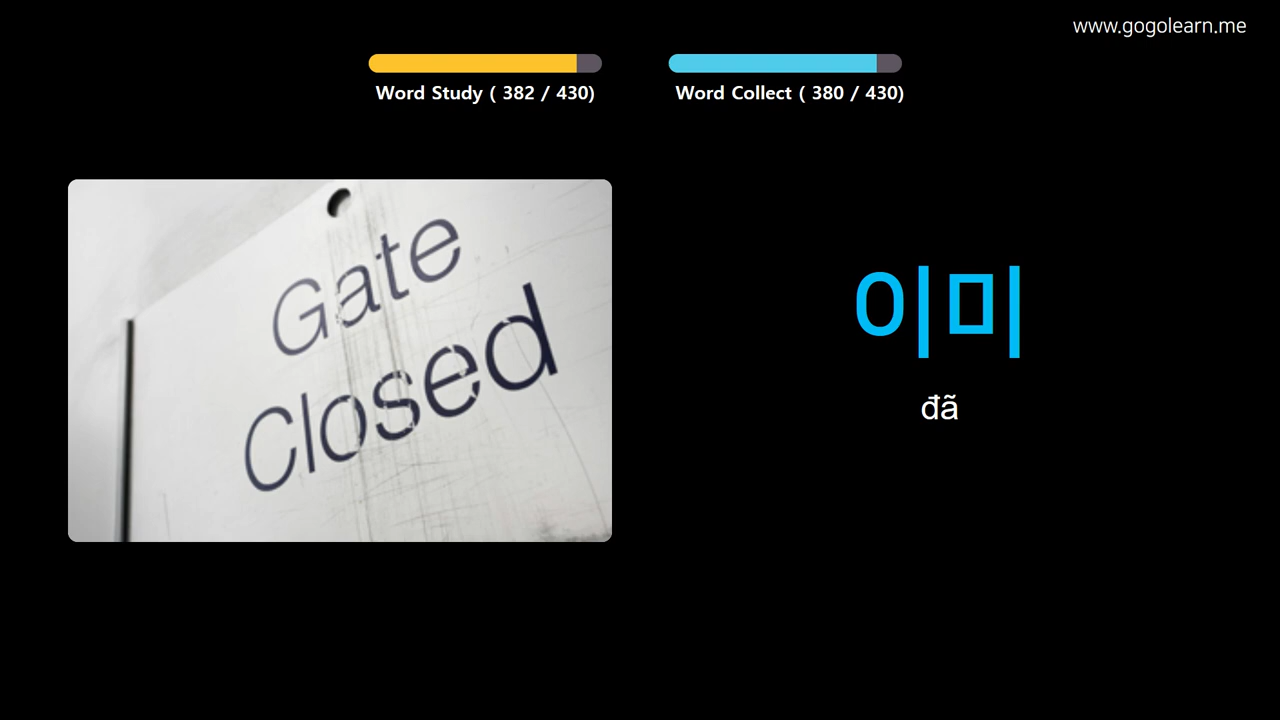 www.gogolearn.me
Word Study ( 382 / 430)
Word Collect ( 380 / 430)
Gate
Closed
이미
đã